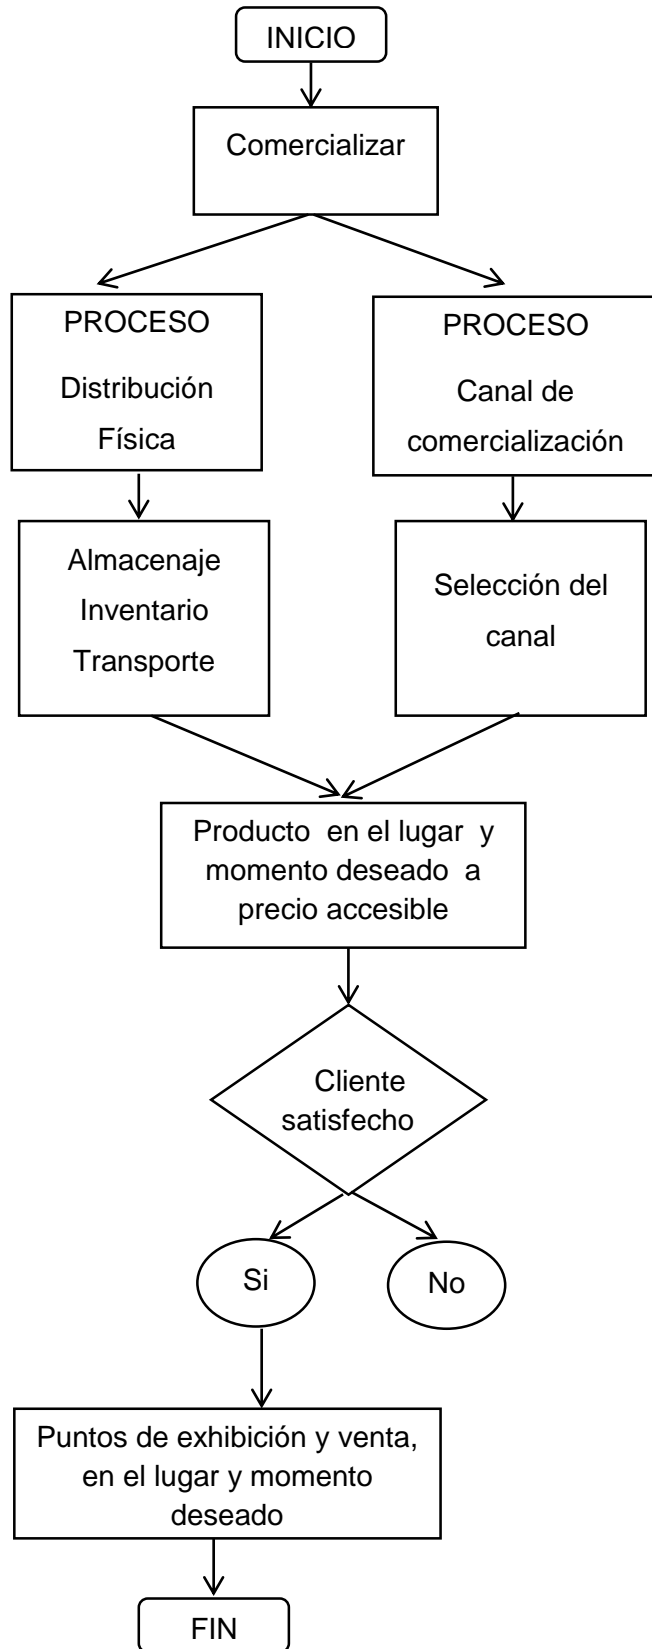 INICIO
Comercializar
PROCESO
Distribución
Física
PROCESO
Canal de
comercialización
Almacenaje
Inventario
Transporte
Selección del
canal
Producto en el lugar y
momento deseado a
precio accesible
Cliente
satisfecho
Si
No
Puntos de exhibición y venta,
en el lugar y momento
deseado
FIN